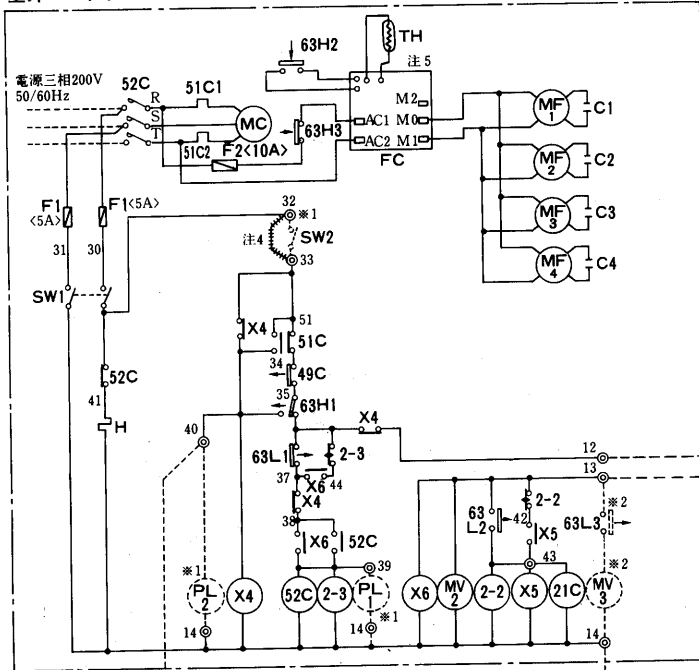 63H2
TH
電源三相200V
50/60Hz
52C
R
S
T
51C1
51C2
MC
F2<10A>
63H3
注5
M2
AC1
M0
AC2
M1
FC
MF
1
C1
MF
2
C2
MF
3
C3
MF
4
C4
F1
<5A>
F1<5A>
31
30
32
※1
注4
SW2
33
SW1
X4
51
51C
34
49C
52C
41
H
35
63H1
40
63L1
2-3
X4
37
X6
44
X4
38
X6
52C
39
12
13
※2
63
L2
42
2-2
X5
43
63L3
※2
※1
PL
2
14
X4
52C
2-3
PL
1
※1
14
X6
MV
2
2-2
X5
21C
MV
3
14